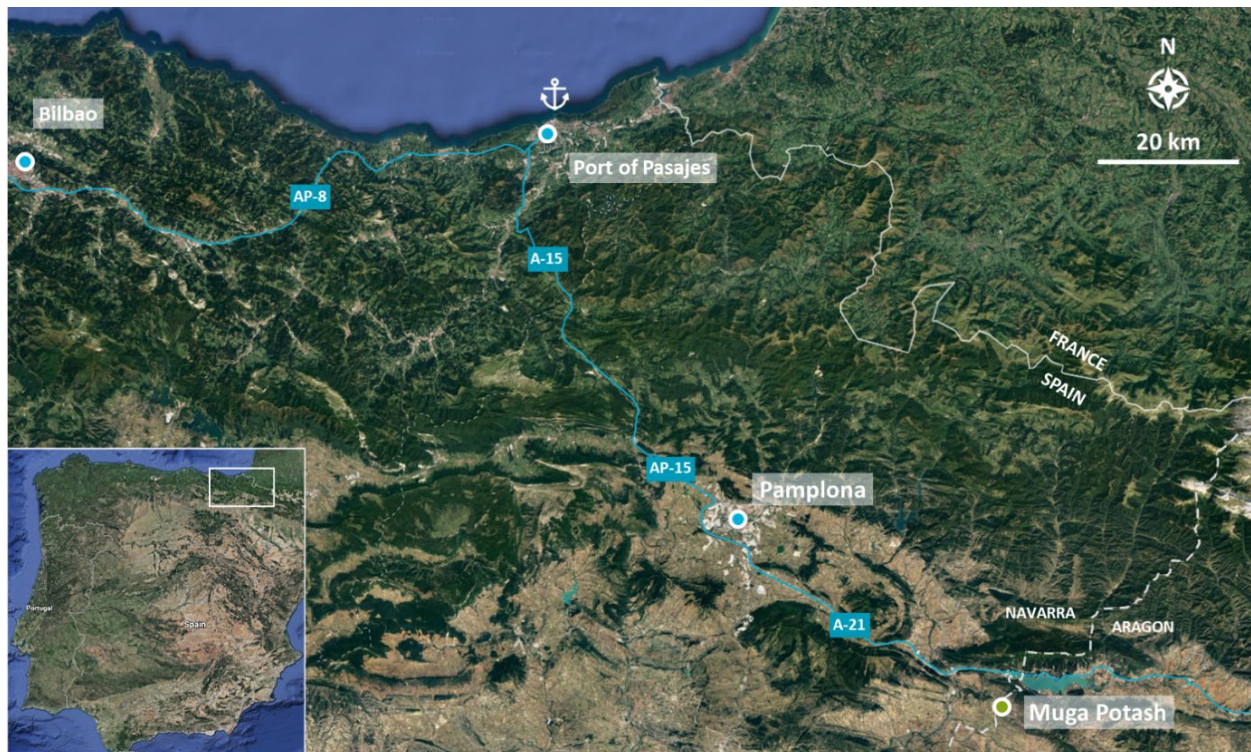 N
20 km
Bilbao
Port of Pasajes
AP-8
A-15
FRANCE
SPAIN
AP-15
Pamplona
NAVARRA
ARAGON
A-21
Muga Potash
Portugal
Spain